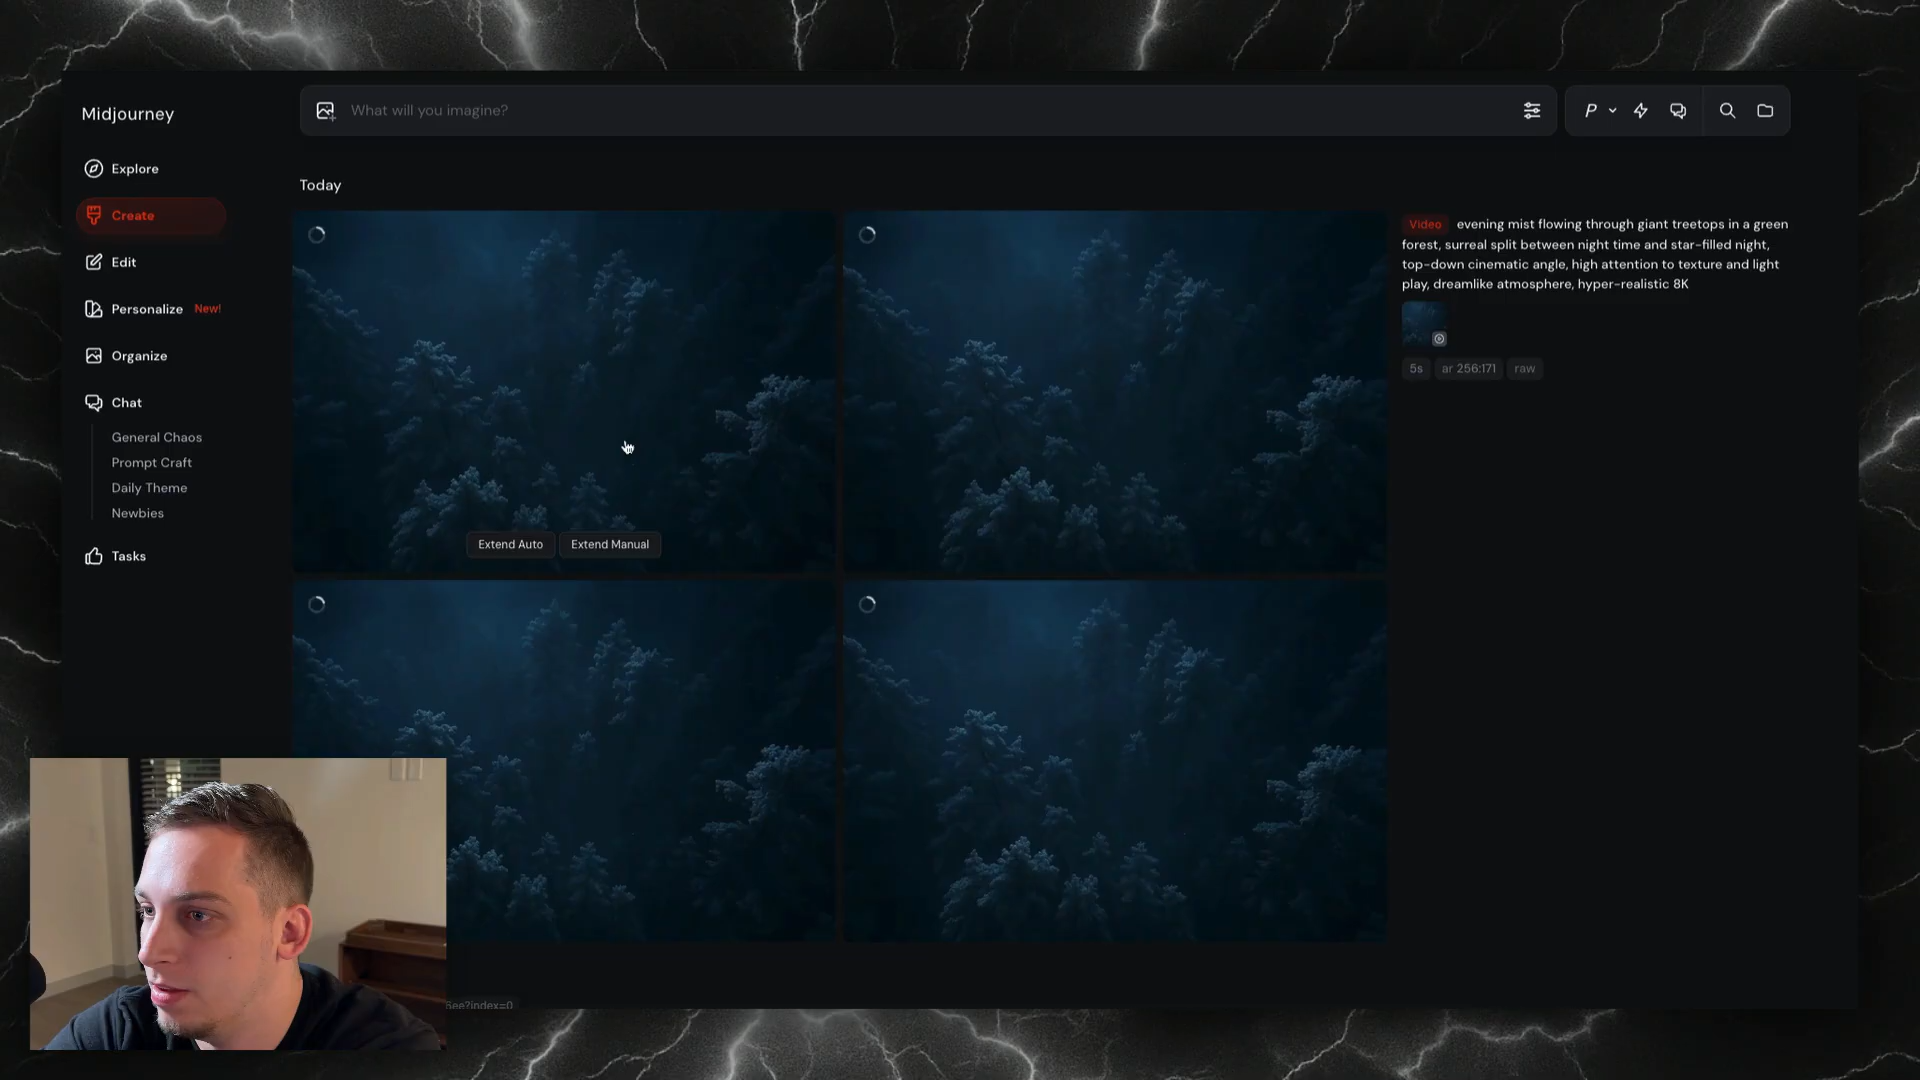 Midjourney
What will you imagine?
P
Explore
Create
Edit
Personalize New!
Organize
Chat
General Chaos
Prompt Craft
Daily Theme
Newbies
Tasks
Today
Extend Auto
Extend Manual
Video evening mist flowing through giant treetops in a green
forest, surreal split between night time and star-filled night,
top-down cinematic angle, high attention to texture and light
play, dreamlike atmosphere, hyper-realistic 8K
5s
ar 256:171
raw
ee?index=0